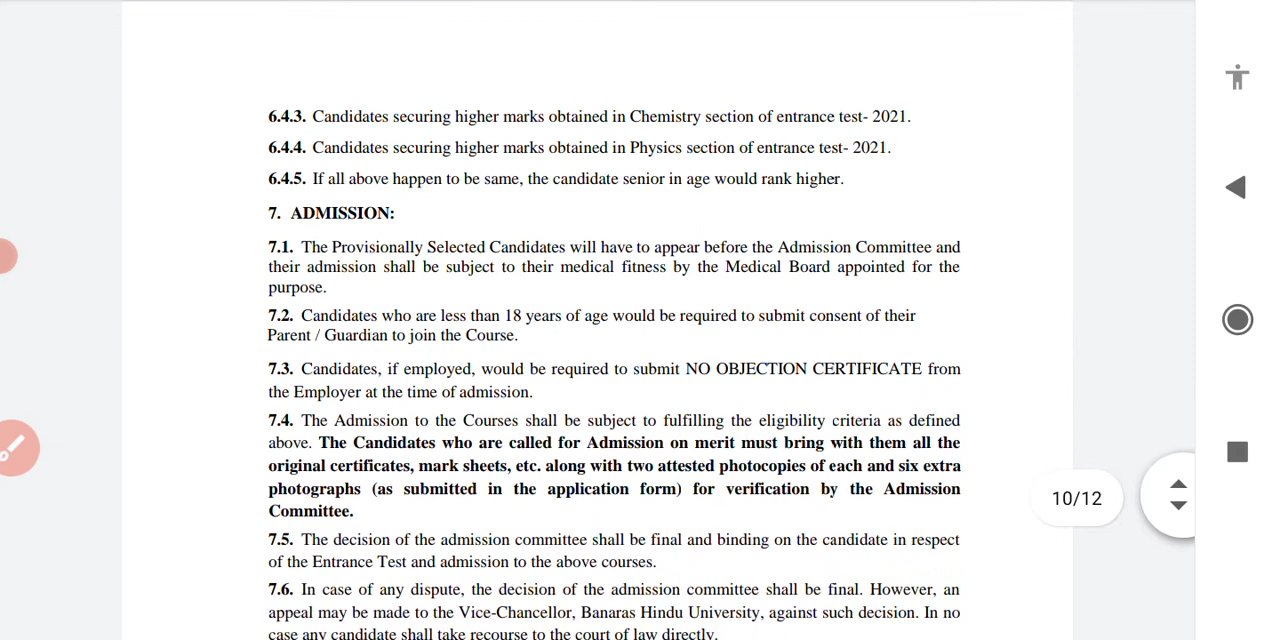 6.4.3. Candidates securing higher marks obtained in Chemistry section of entrance test- 2021.
6.4.4. Candidates securing higher marks obtained in Physics section of entrance test- 2021.
6.4.5. If all above happen to be same, the candidate senior in age would rank higher.
7. ADMISSION:
7.1. The Provisionally Selected Candidates will have to appear before the Admission Committee and
their admission shall be subject to their medical fitness by the Medical Board appointed for the
purpose.
7.2. Candidates who are less than 18 years of age would be required to submit consent of their
Parent / Guardian to join the Course.
7.3. Candidates, if employed, would be required to submit NO OBJECTION CERTIFICATE from
the Employer at the time of admission.
7.4. The Admission to the Courses shall be subject to fulfilling the eligibility criteria as defined
above. The Candidates who are called for Admission on merit must bring with them all the
original certificates, mark sheets, etc. along with two attested photocopies of each and six extra
photographs (as submitted in the application form) for verification by the Admission
Committee.
10/12
7.5. The decision of the admission committee shall be final and binding on the candidate in respect
of the Entrance Test and admission to the above courses.
7.6. In case of any dispute, the decision of the admission committee shall be final. However, an
appeal may be made to the Vice-Chancellor, Banaras Hindu University, against such decision. In no
case any candidate shall take recourse to the court of law directly.